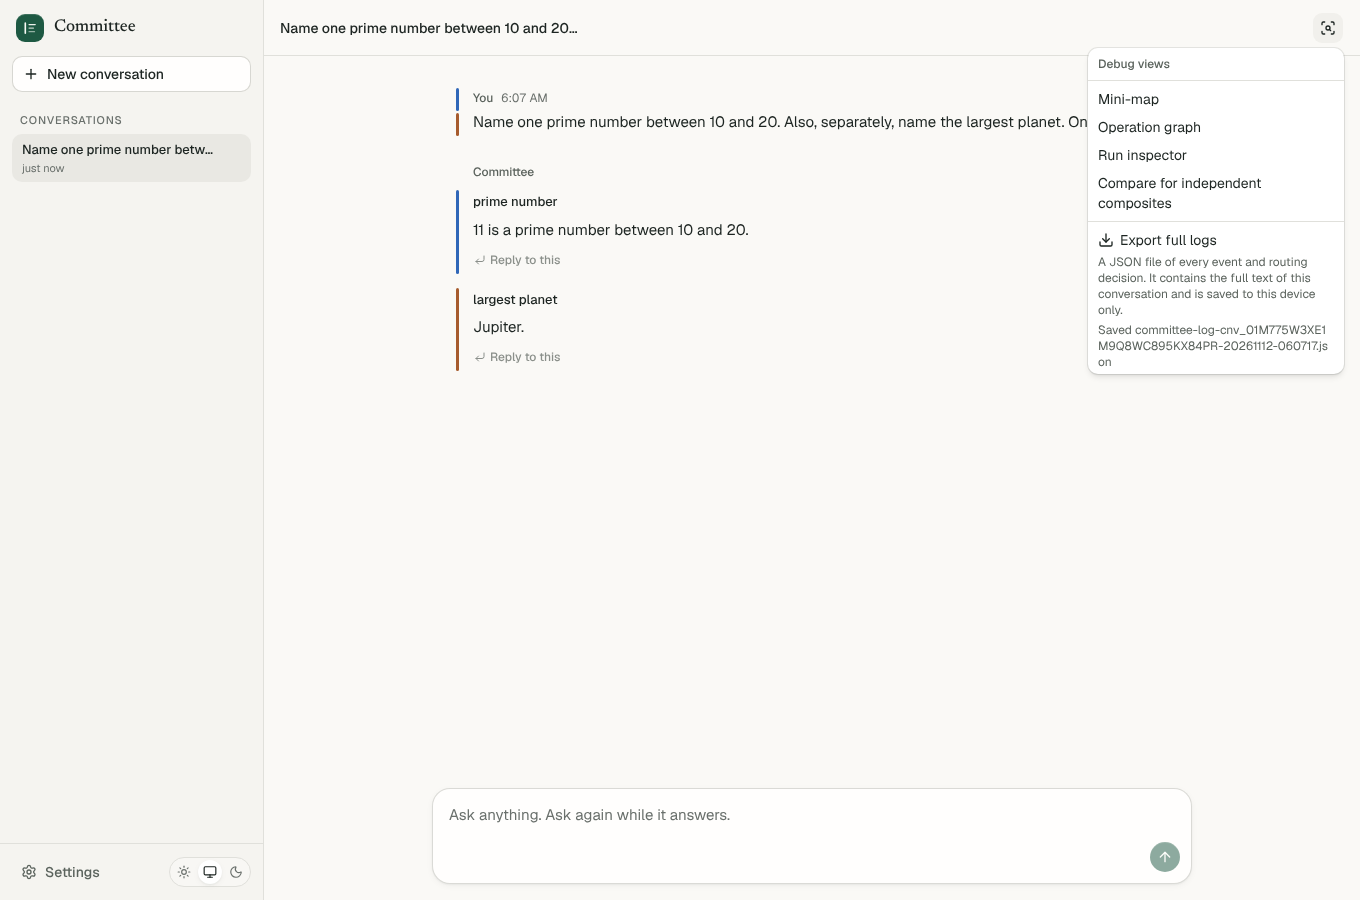 Committee
New conversation
CONVERSATIONS
Name one prime number betw...
just now
Settings
Name one prime number between 10 and 20...
You 6:07 AM
Name one prime number between 10 and 20. Also, separately, name the largest planet. On
Committee
prime number
11 is a prime number between 10 and 20.
Reply to this
largest planet
Jupiter.
Reply to this
Debug views
Mini-map
Operation graph
Run inspector
Compare for independent
composites
Export full logs
A JSON file of every event and routing
decision. It contains the full text of this
conversation and is saved to this device
only.
Saved committee-log-cnv_01M775W3XE1
M9Q8WC895KX84PR-20261112-060717.js
on
Ask anything. Ask again while it answers.